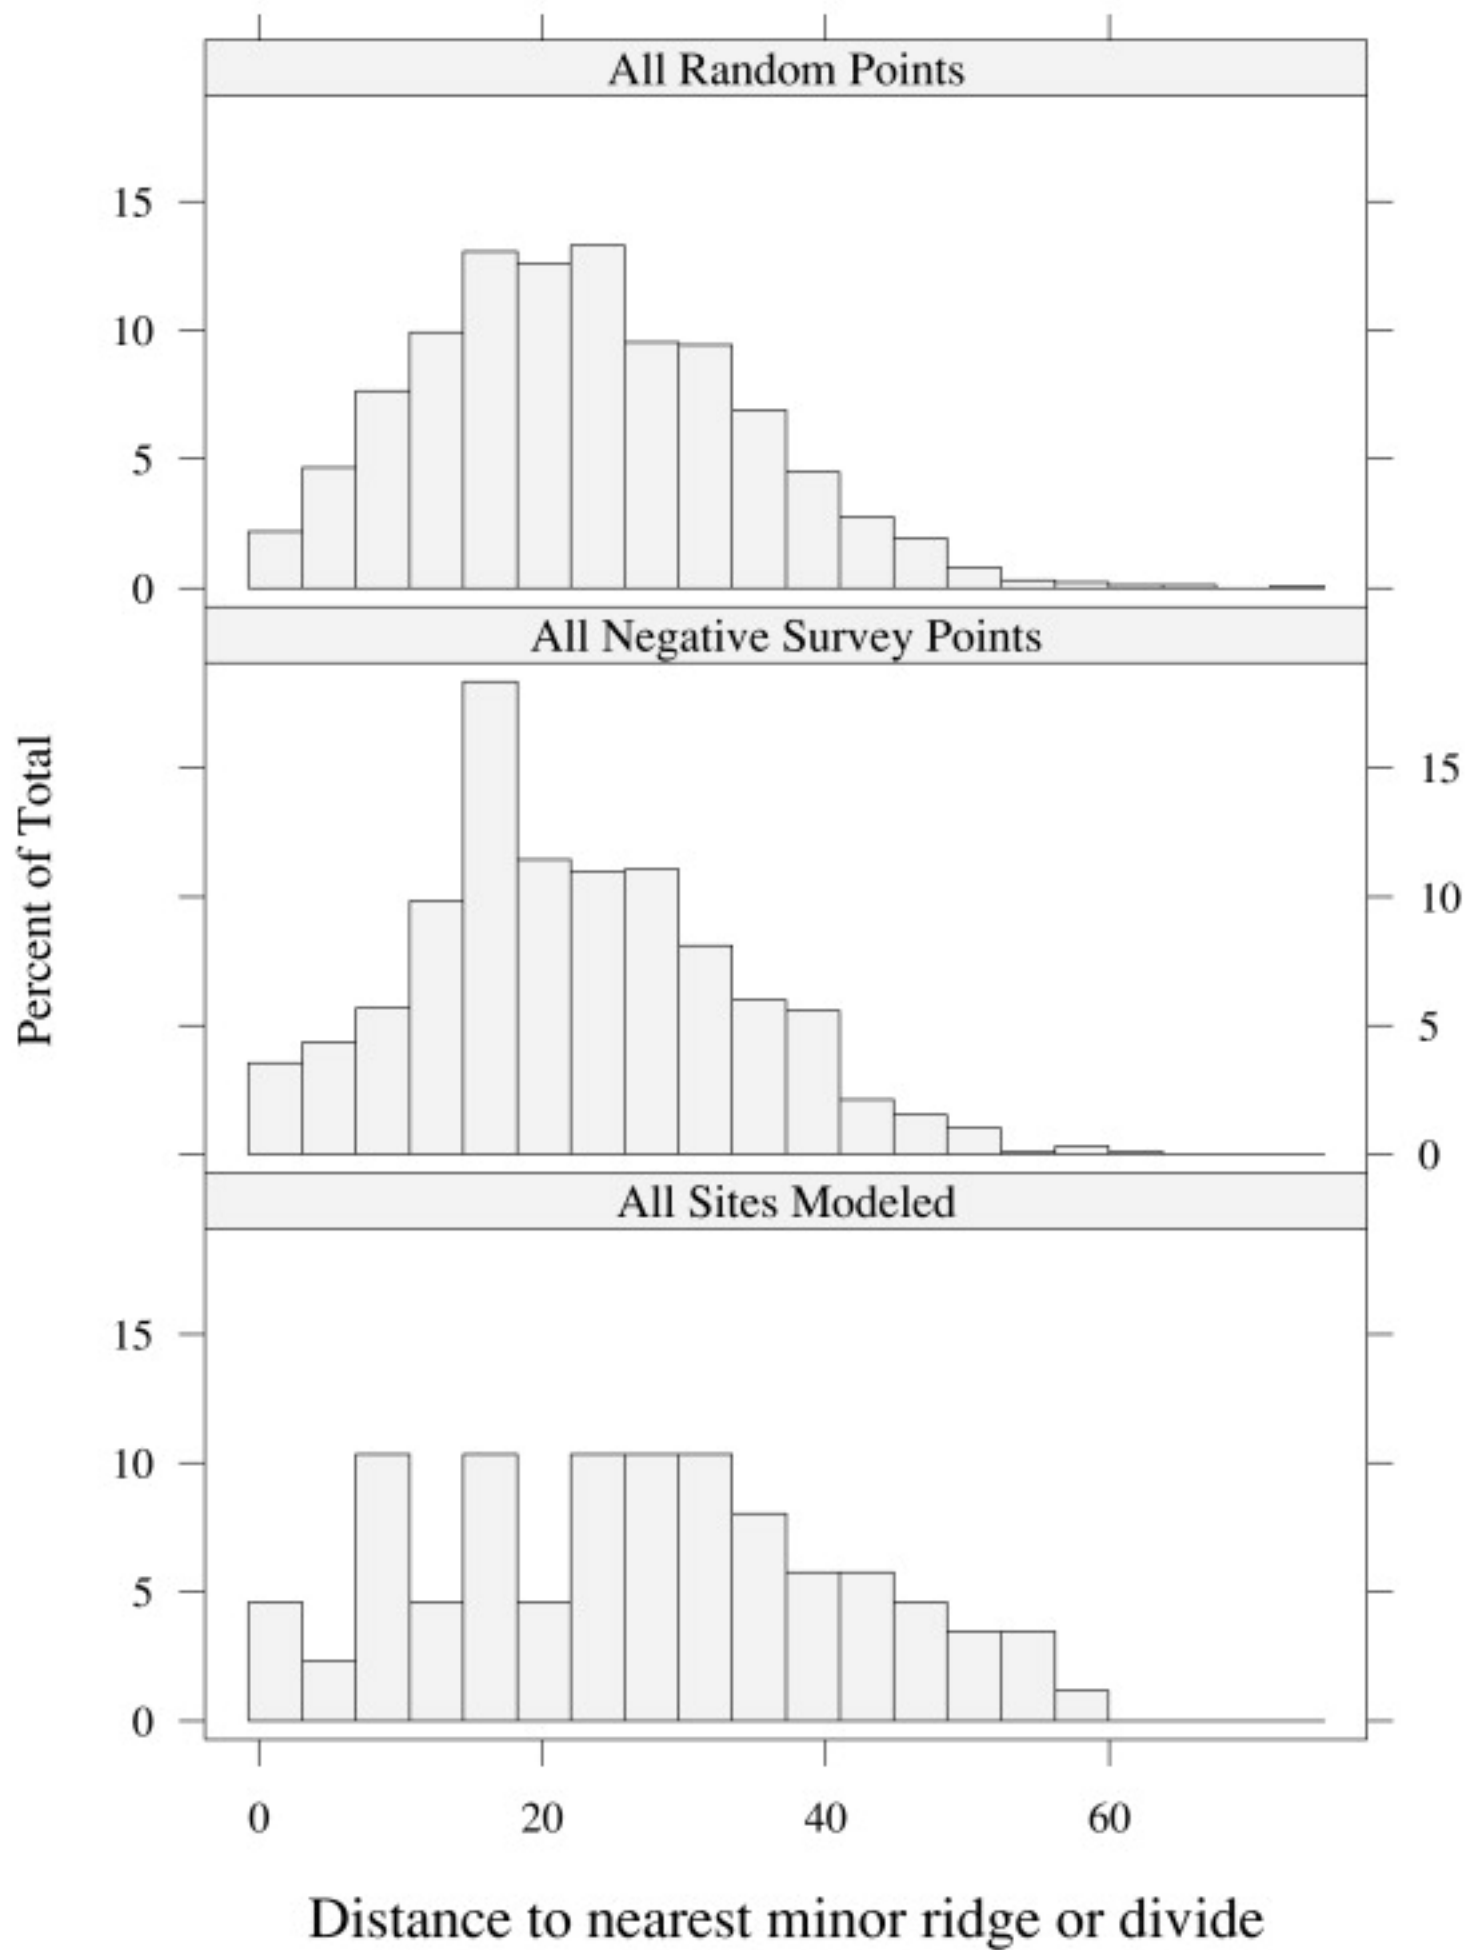 All Random Points
15
10
5
0
All Negative Survey Points
15
10
5
0
Percent of Total
All Sites Modeled
15
10
5
0
0 20 40 60
Distance to nearest minor ridge or divide